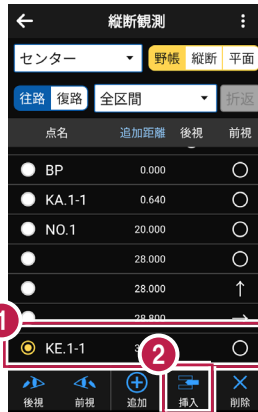 縦断観測
センター 野帳 縦断 平面
往路 復路 全区間 折返
点名 追加距離 後視 前視
BP 0.000
KA.1-1 0.640
NO.1 20.000
28.000
28.000 ↑
28.800 →
1
2
KE.1-1 3
後視 前視 追加 挿入 削除